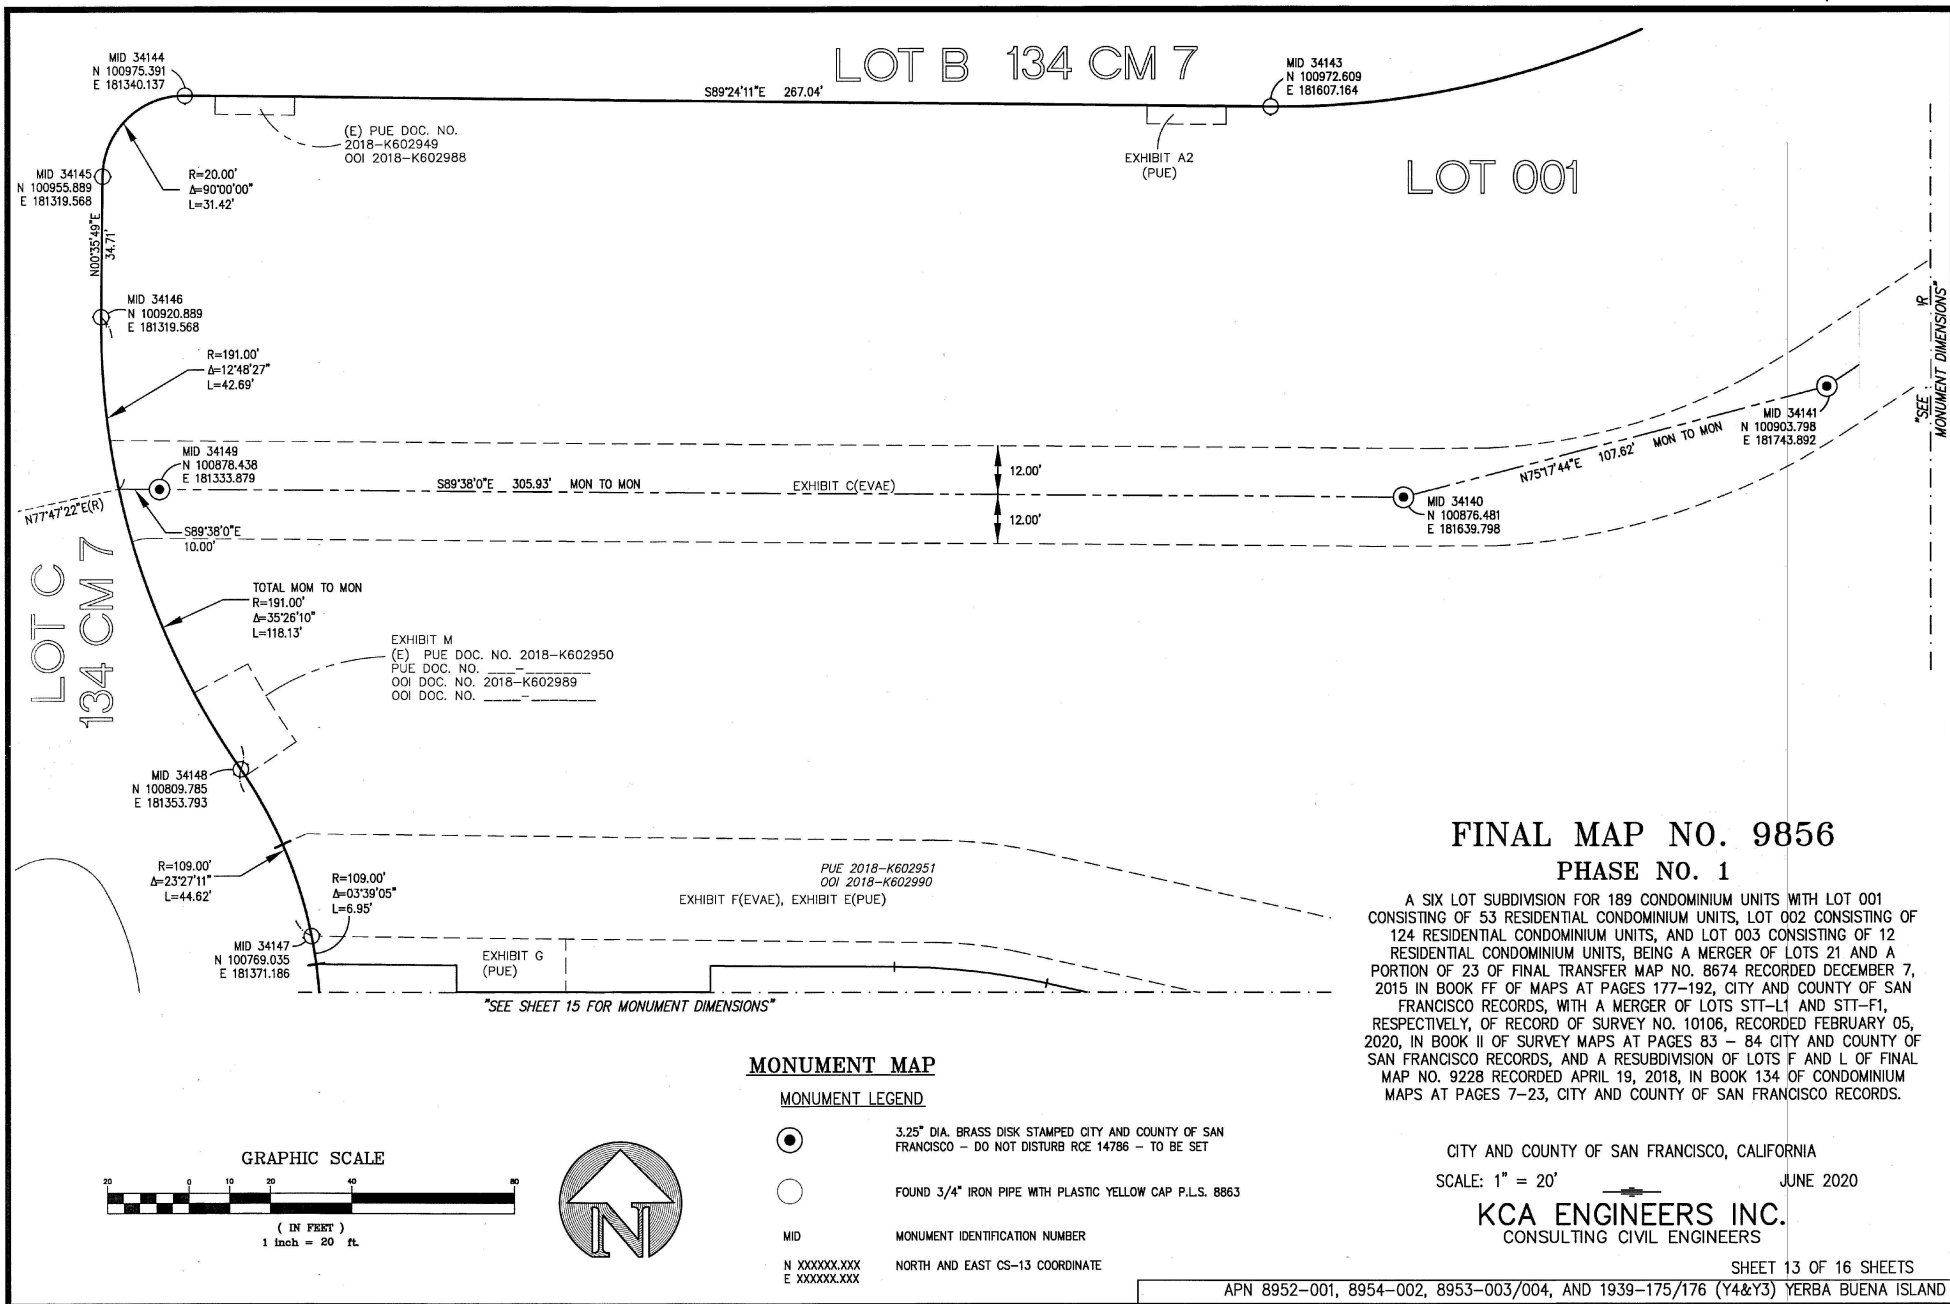 LOT B 134 CM 7
MID 34144
N 100975.391
E 181340.137
S89°24'11"E 267.04'
MID 34143
N 100972.609
E 181607.164
(E) PUE DOC. NO.
2018-K602949
OOI 2018-K602988
EXHIBIT A2
(PUE)
LOT 001
MID 34145
N 100955.889
E 181319.568
R=20.00'
Δ=90°00'00"
L=31.42'
N00°35'49"E
34.71'
MID 34146
N 100920.889
E 181319.568
R=191.00'
Δ=12°48'27"
L=42.69'
MID 34149
N 100878.438
E 181333.879
S89°38'0"E 305.93' MON TO MON
EXHIBIT C(EVAE)
12.00'
12.00'
N77°47'22"E(R)
S89°38'0"E
10.00'
MID 34140
N 100876.481
E 181639.798
N75°17'44"E 107.62' MON TO MON
MID 34141
N 100903.798
E 181743.892
"SEE R
MONUMENT DIMENSIONS"
LOT C
134 CM 7
TOTAL MOM TO MON
R=191.00'
Δ=35°26'10"
L=118.13'
EXHIBIT M
(E) PUE DOC. NO. 2018-K602950
PUE DOC. NO. ____-_______
OOI DOC. NO. 2018-K602989
OOI DOC. NO. ____-_______
MID 34148
N 100809.785
E 181353.793
R=109.00'
Δ=23°27'11"
L=44.62'
R=109.00'
Δ=03°39'05"
L=6.95'
PUE 2018-K602951
OOI 2018-K602990
EXHIBIT F(EVAE), EXHIBIT E(PUE)
MID 34147
N 100769.035
E 181371.186
EXHIBIT G
(PUE)
"SEE SHEET 15 FOR MONUMENT DIMENSIONS"
FINAL MAP NO. 9856
PHASE NO. 1
A SIX LOT SUBDIVISION FOR 189 CONDOMINIUM UNITS WITH LOT 001
CONSISTING OF 53 RESIDENTIAL CONDOMINIUM UNITS, LOT 002 CONSISTING OF
124 RESIDENTIAL CONDOMINIUM UNITS, AND LOT 003 CONSISTING OF 12
RESIDENTIAL CONDOMINIUM UNITS, BEING A MERGER OF LOTS 21 AND A
PORTION OF 23 OF FINAL TRANSFER MAP NO. 8674 RECORDED DECEMBER 7,
2015 IN BOOK FF OF MAPS AT PAGES 177-192, CITY AND COUNTY OF SAN
FRANCISCO RECORDS, WITH A MERGER OF LOTS STT-L1 AND STT-F1,
RESPECTIVELY, OF RECORD OF SURVEY NO. 10106, RECORDED FEBRUARY 05,
2020, IN BOOK II OF SURVEY MAPS AT PAGES 83 - 84 CITY AND COUNTY OF
SAN FRANCISCO RECORDS, AND A RESUBDIVISION OF LOTS F AND L OF FINAL
MAP NO. 9228 RECORDED APRIL 19, 2018, IN BOOK 134 OF CONDOMINIUM
MAPS AT PAGES 7-23, CITY AND COUNTY OF SAN FRANCISCO RECORDS.
CITY AND COUNTY OF SAN FRANCISCO, CALIFORNIA
SCALE: 1" = 20' JUNE 2020
KCA ENGINEERS INC.
CONSULTING CIVIL ENGINEERS
SHEET 13 OF 16 SHEETS
APN 8952-001, 8954-002, 8953-003/004, AND 1939-175/176 (Y4&Y3) YERBA BUENA ISLAND
MONUMENT MAP
MONUMENT LEGEND
3.25" DIA. BRASS DISK STAMPED CITY AND COUNTY OF SAN
FRANCISCO - DO NOT DISTURB RCE 14786 - TO BE SET
FOUND 3/4" IRON PIPE WITH PLASTIC YELLOW CAP P.L.S. 8863
MID MONUMENT IDENTIFICATION NUMBER
N XXXXXX.XXX NORTH AND EAST CS-13 COORDINATE
E XXXXXX.XXX
GRAPHIC SCALE
20 0 10 20 40 80
( IN FEET )
1 inch = 20 ft.
N